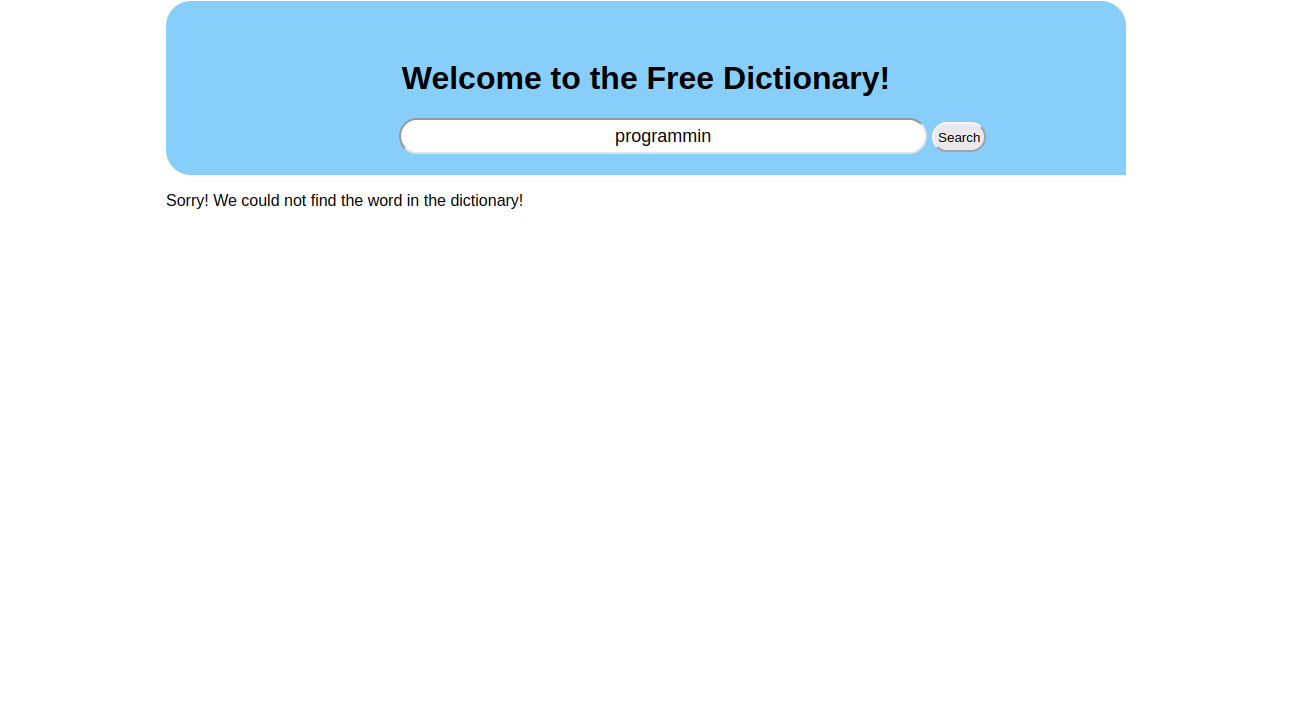 Welcome to the Free Dictionary!
programmin
Search
Sorry! We could not find the word in the dictionary!